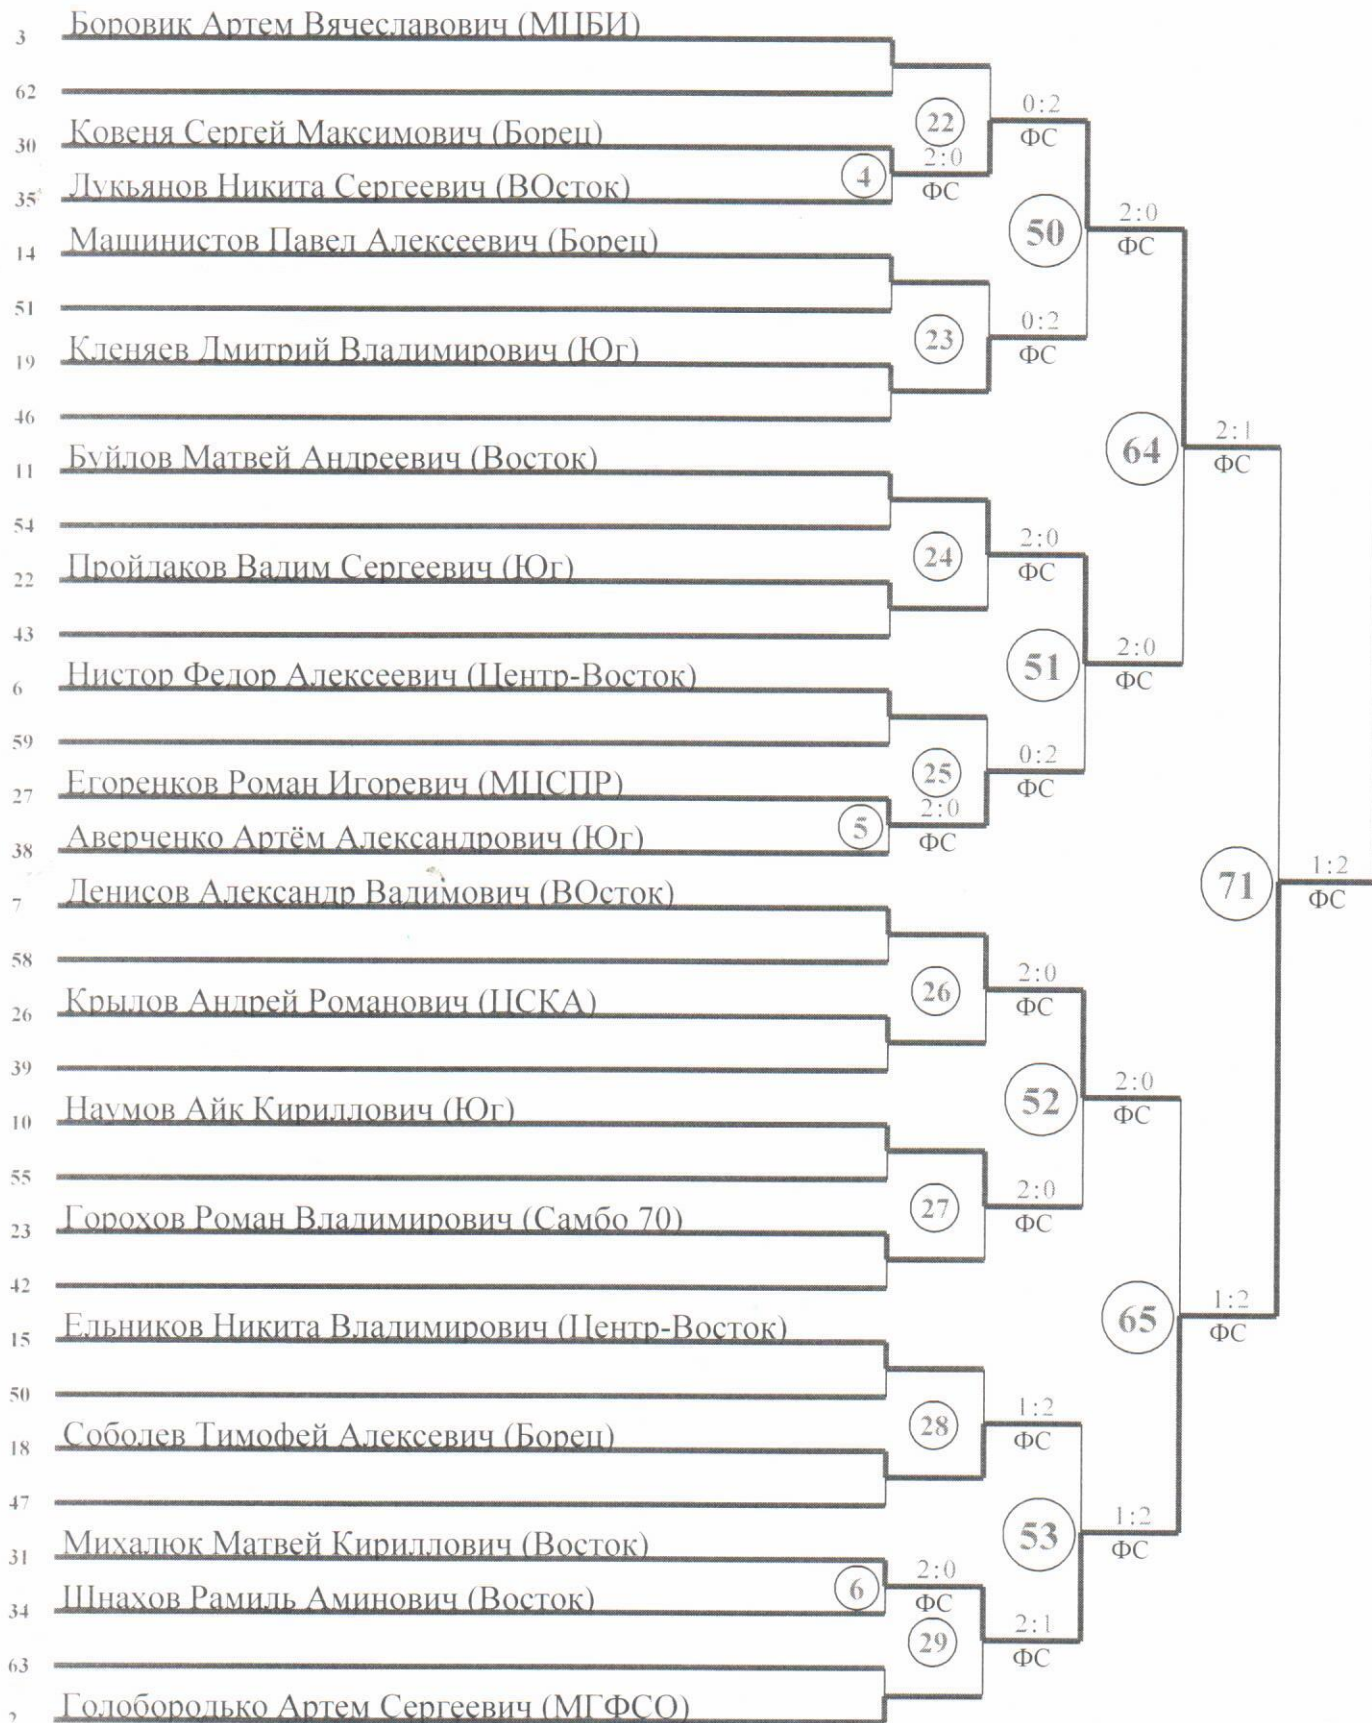 3 Боровик Артем Вячеславович (МЦБИ)
62
0:2
22
ФС
30 Ковеня Сергей Максимович (Борец)
4
2:0
ФС
35 Лукьянов Никита Сергеевич (ВОсток)
50
2:0
ФС
14 Машинистов Павел Алексеевич (Борец)
51
0:2
23
ФС
19 Кленяев Дмитрий Владимирович (Юг)
46
64
2:1
ФС
11 Буйлов Матвей Андреевич (Восток)
54
2:0
24
ФС
22 Пройдаков Вадим Сергеевич (Юг)
43
51
2:0
ФС
6 Нистор Федор Алексеевич (Центр-Восток)
59
0:2
25
ФС
27 Егоренков Роман Игоревич (МЦСПР)
5
2:0
ФС
38 Аверченко Артём Александрович (Юг)
71
1:2
ФС
7 Денисов Александр Вадимович (ВОсток)
58
2:0
26
ФС
26 Крылов Андрей Романович (ЦСКА)
39
52
2:0
ФС
10 Наумов Айк Кириллович (Юг)
55
2:0
27
ФС
23 Горохов Роман Владимирович (Самбо 70)
42
65
1:2
ФС
15 Ельников Никита Владимирович (Центр-Восток)
50
1:2
28
ФС
18 Соболев Тимофей Алексевич (Борец)
47
53
1:2
ФС
31 Михалюк Матвей Кириллович (Восток)
6
2:0
ФС
34 Шнахов Рамиль Аминович (Восток)
29
2:1
ФС
63
2 Голобородько Артем Сергеевич (МГФСО)